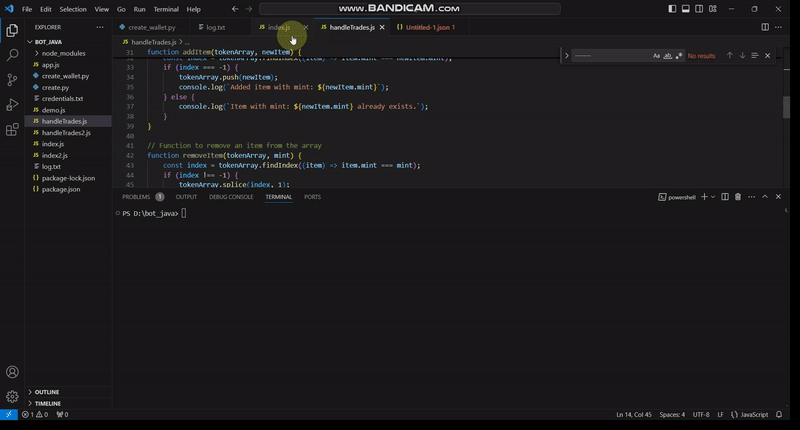 File Edit Selection View Go Run Terminal Help
WWW.BANDICAM.COM
EXPLORER
create_wallet.py log.txt index.js handleTrades.js Untitled-1.json 1
BOT_JAVA
node_modules
app.js
create_wallet.py
create.py
credentials.txt
demo.js
handleTrades.js
handleTrades2.js
index.js
index2.js
log.txt
package-lock.json
package.json
OUTLINE
TIMELINE
handleTrades.js > ...
31 function addItem(tokenArray, newItem) {
32 const index = tokenArray.findIndex((item) => item.mint === newItem.mint);
33 if (index === -1) {
34 tokenArray.push(newItem);
35 console.log(`Added item with mint: ${newItem.mint}`);
36 } else {
37 console.log(`Item with mint: ${newItem.mint} already exists.`);
38 }
39 }
40
41 // Function to remove an item from the array
42 function removeItem(tokenArray, mint) {
43 const index = tokenArray.findIndex((item) => item.mint === mint);
44 if (index !== -1) {
45 tokenArray.splice(index, 1);
Aa ab No results
PROBLEMS 1 OUTPUT DEBUG CONSOLE TERMINAL PORTS
powershell
PS D:\bot_java>
1 0 0
Ln 14, Col 45 Spaces: 4 UTF-8 LF {} JavaScript